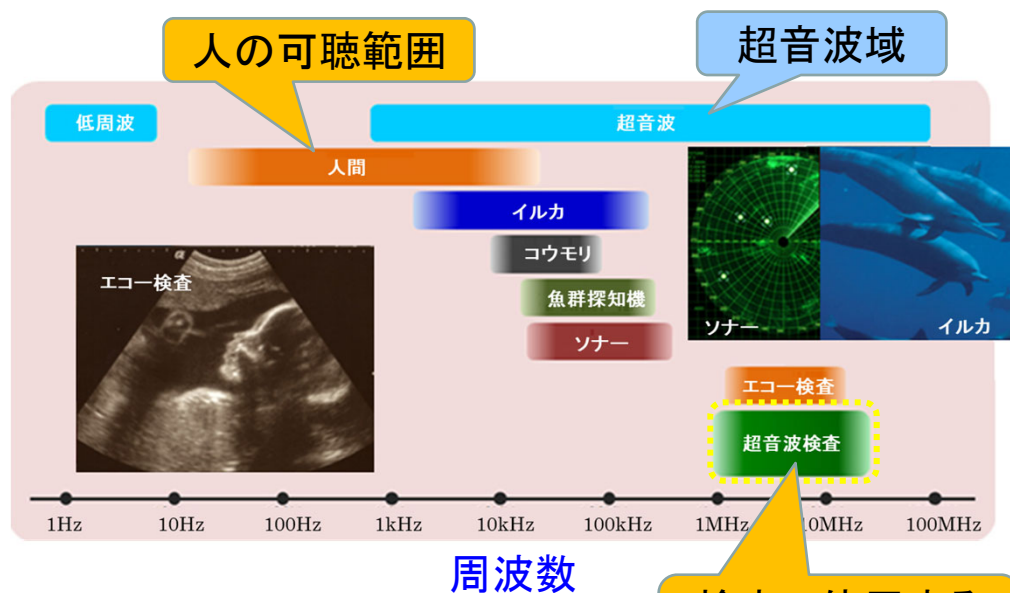 人の可聴範囲
超音波域
低周波
超音波
人間
イルカ
コウモリ
魚群探知機
ソナー
エコー検査
ソナー
イルカ
エコー検査
超音波検査
1Hz
10Hz
100Hz
1kHz
10kHz
100kHz
1MHz
10MHz
100MHz
周波数